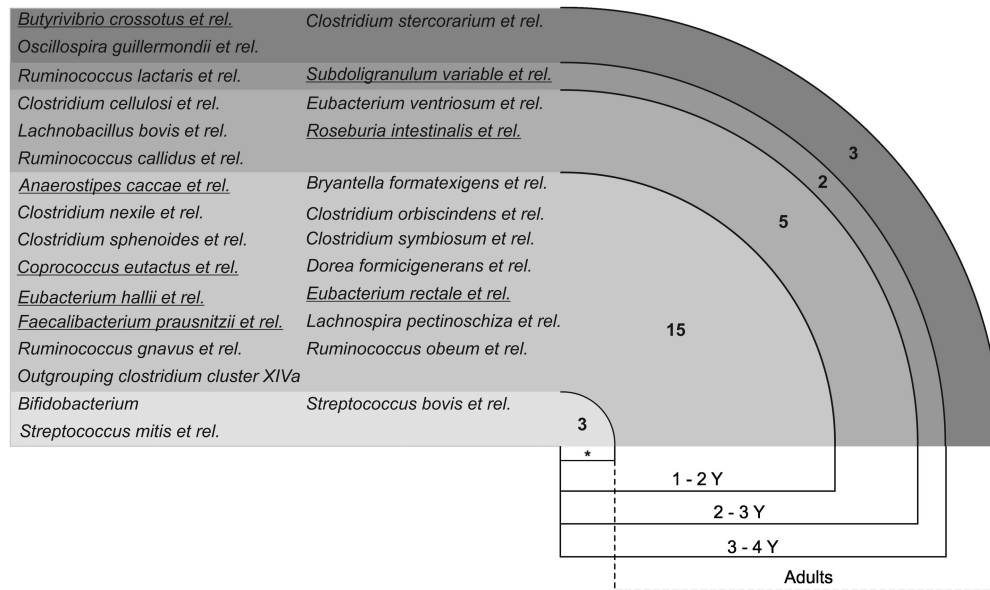 Butyrivibrio crossotus et rel. Clostridium stercorarium et rel.
Oscillospira guillermondii et rel.
Ruminococcus lactaris et rel. Subdoligranulum variable et rel.
Clostridium cellulosi et rel. Eubacterium ventriosum et rel.
Lachnobacillus bovis et rel. Roseburia intestinalis et rel.
Ruminococcus callidus et rel.
Anaerostipes caccae et rel. Bryantella formatexigens et rel.
Clostridium nexile et rel. Clostridium orbiscindens et rel.
Clostridium sphenoides et rel. Clostridium symbiosum et rel.
Coprococcus eutactus et rel. Dorea formicigenerans et rel.
Eubacterium hallii et rel. Eubacterium rectale et rel.
Faecalibacterium prausnitzii et rel. Lachnospira pectinoschiza et rel.
Ruminococcus gnavus et rel. Ruminococcus obeum et rel.
Outgrouping clostridium cluster XIVa
Bifidobacterium Streptococcus bovis et rel.
Streptococcus mitis et rel.
3
2
5
15
3
*
1 - 2 Y
2 - 3 Y
3 - 4 Y
Adults